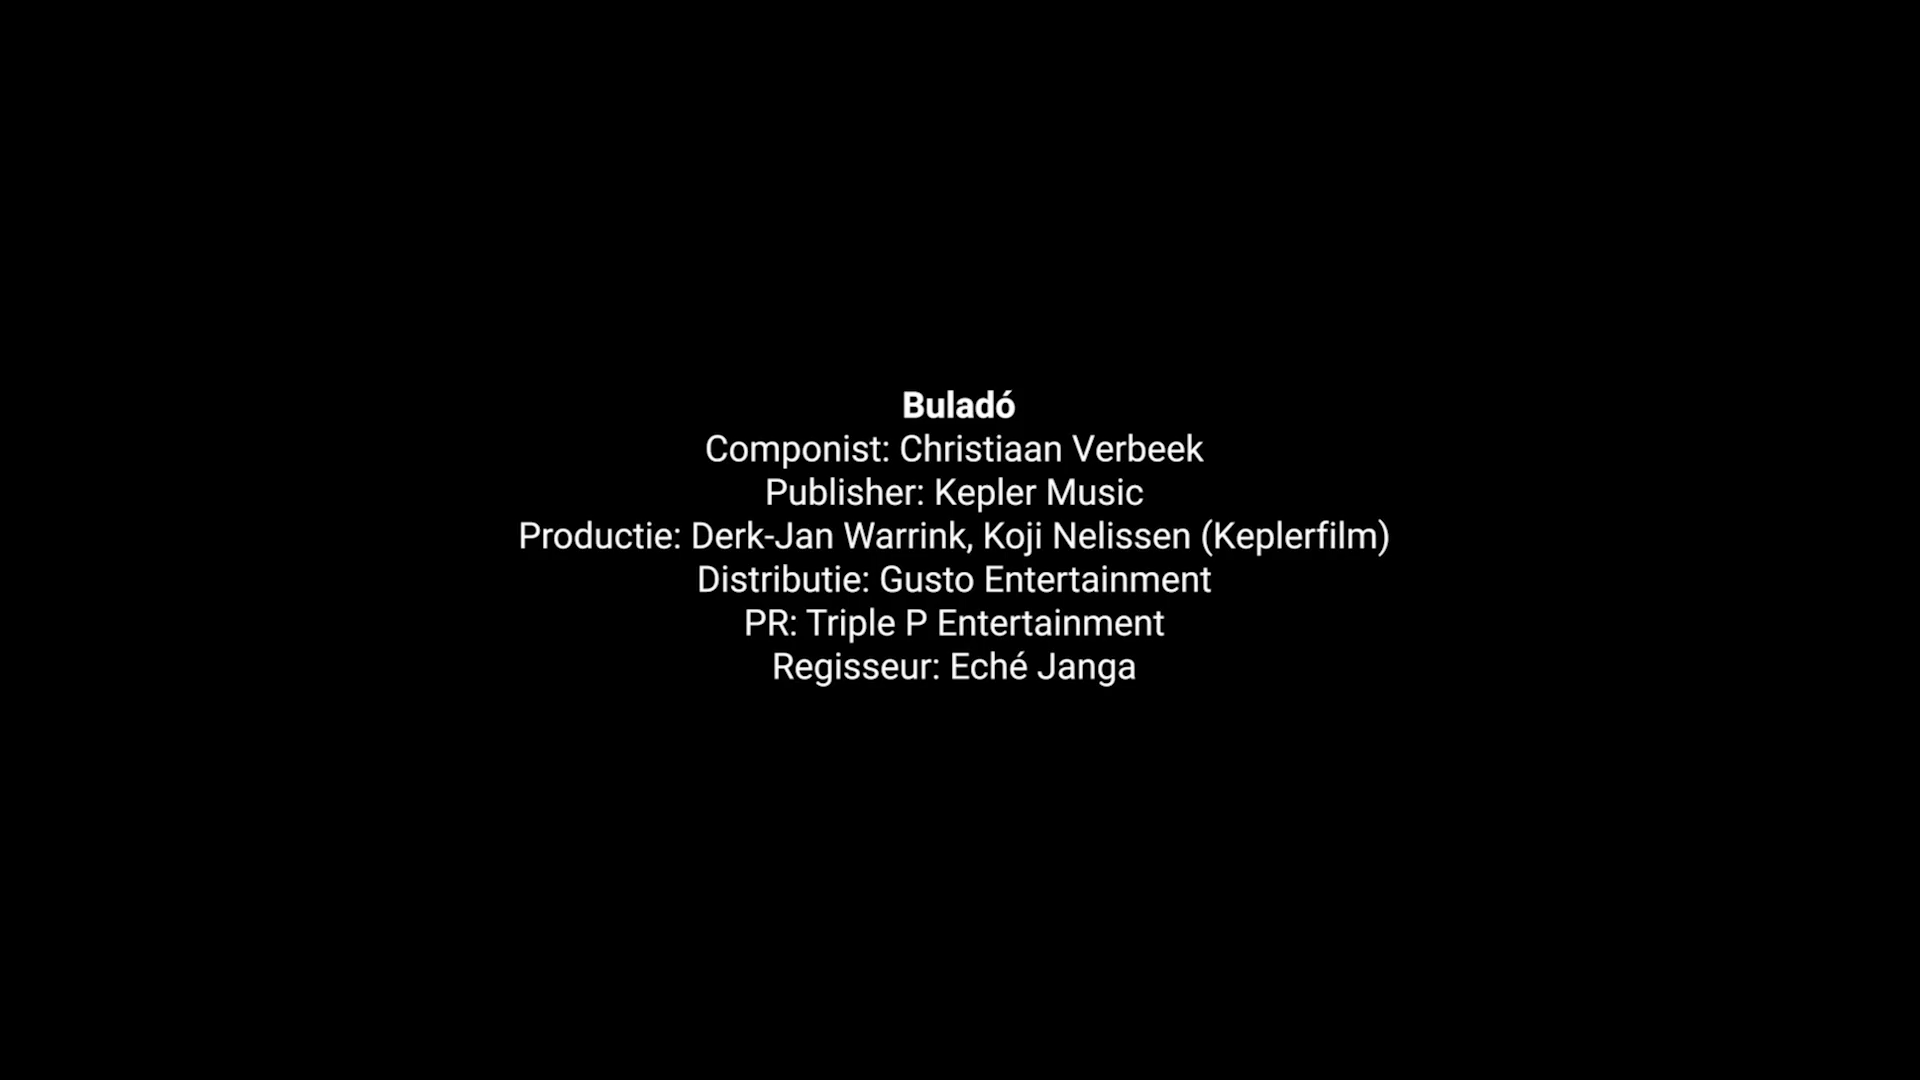 Buladó
Componist: Christiaan Verbeek
Publisher: Kepler Music
Productie: Derk-Jan Warrink, Koji Nelissen (Keplerfilm)
Distributie: Gusto Entertainment
PR: Triple P Entertainment
Regisseur: Eché Janga